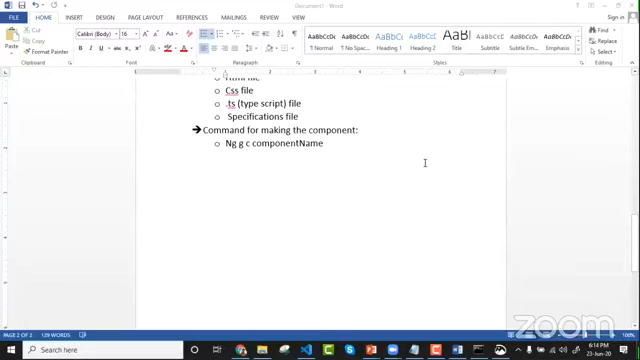 Document1 - Word
Sign in
FILE HOME INSERT DESIGN PAGE LAYOUT REFERENCES MAILINGS REVIEW VIEW
Cut
Copy
Format Painter
Paste
Clipboard
Calibri (Body) 16
Font
Paragraph
AaBbCcDc AaBbCcDc AaBbC AaBbCc AaB AaBbCcD AaBbCcDc AaBbCcDc
¶ Normal ¶ No Spac... Heading 1 Heading 2 Title Subtitle Subtle Em... Emphasis
Styles
Find
Replace
Select
Editing
Html file
Css file
.ts (type script) file
Specifications file
Command for making the component:
Ng g c componentName
zoom
PAGE 2 OF 2 129 WORDS
100%
Search here
6:14 PM
23-Jun-20